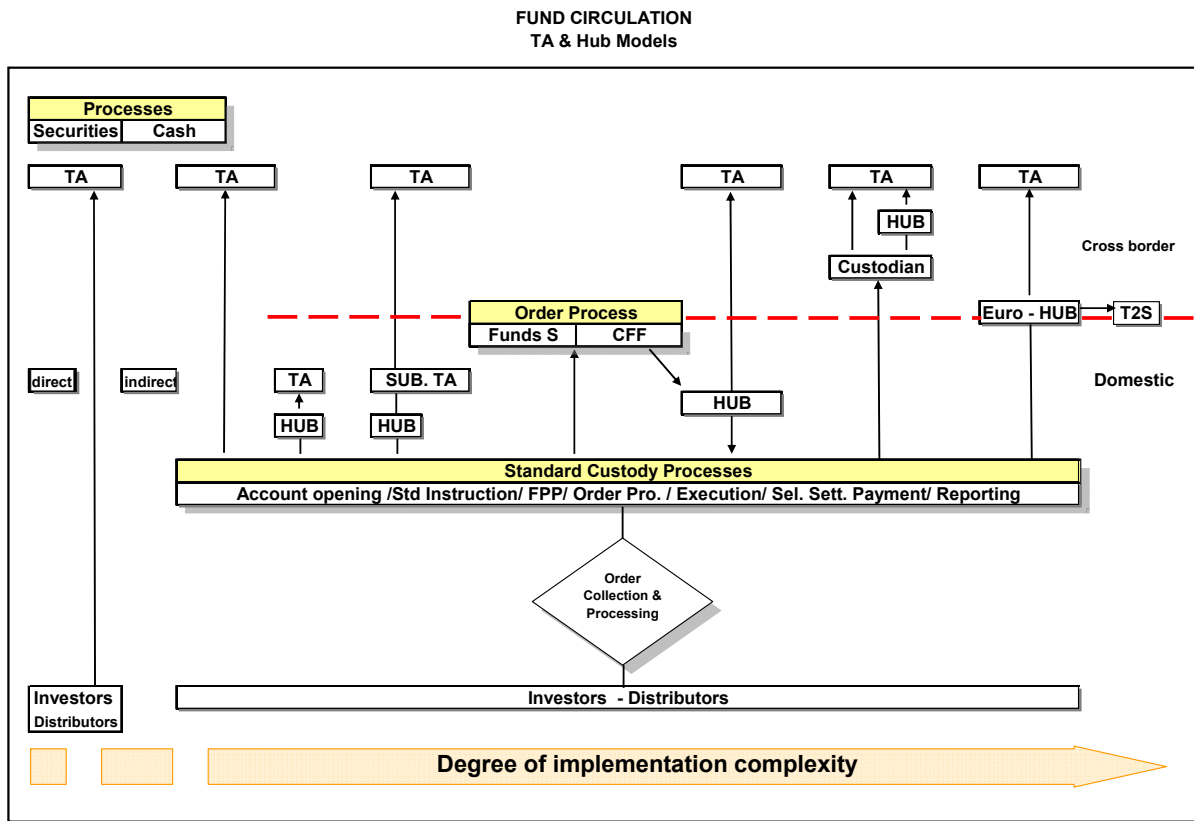 FUND CIRCULATION
TA & Hub Models
Processes
Securities Cash
TA TA TA TA TA TA
HUB
Cross border
Custodian
Order Process
Euro - HUB T2S
Funds S CFF
direct indirect TA SUB. TA Domestic
HUB
HUB HUB
Standard Custody Processes
Account opening /Std Instruction/ FPP/ Order Pro. / Execution/ Sel. Sett. Payment/ Reporting
Order
Collection &
Processing
Investors
Distributors
Investors - Distributors
Degree of implementation complexity